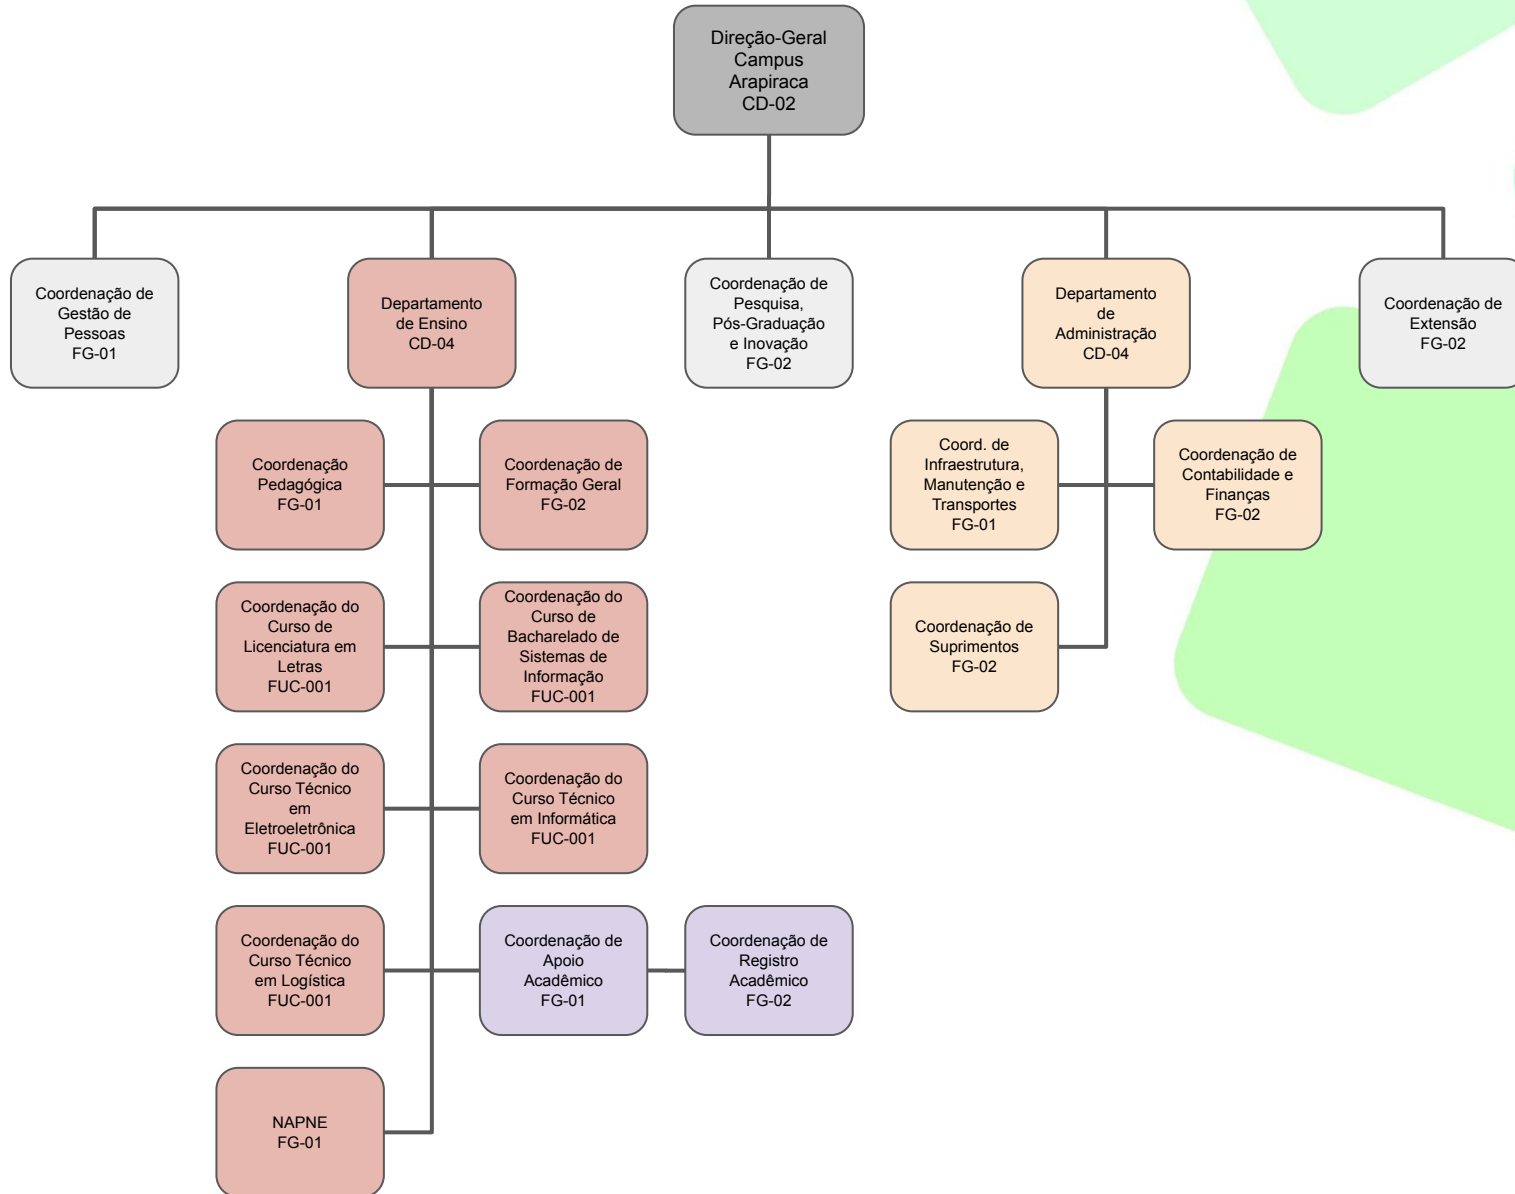 Direção-Geral
Campus
Arapiraca
CD-02
Coordenação de
Gestão de
Pessoas
FG-01
Departamento
de Ensino
CD-04
Coordenação de
Pesquisa,
Pós-Graduação
e Inovação
FG-02
Departamento
de
Administração
CD-04
Coordenação de
Extensão
FG-02
Coordenação
Pedagógica
FG-01
Coordenação de
Formação Geral
FG-02
Coord. de
Infraestrutura,
Manutenção e
Transportes
FG-01
Coordenação de
Contabilidade e
Finanças
FG-02
Coordenação do
Curso de
Licenciatura em
Letras
FUC-001
Coordenação do
Curso de
Bacharelado de
Sistemas de
Informação
FUC-001
Coordenação de
Suprimentos
FG-02
Coordenação do
Curso Técnico
em
Eletroeletrônica
FUC-001
Coordenação do
Curso Técnico
em Informática
FUC-001
Coordenação do
Curso Técnico
em Logística
FUC-001
Coordenação de
Apoio
Acadêmico
FG-01
Coordenação de
Registro
Acadêmico
FG-02
NAPNE
FG-01